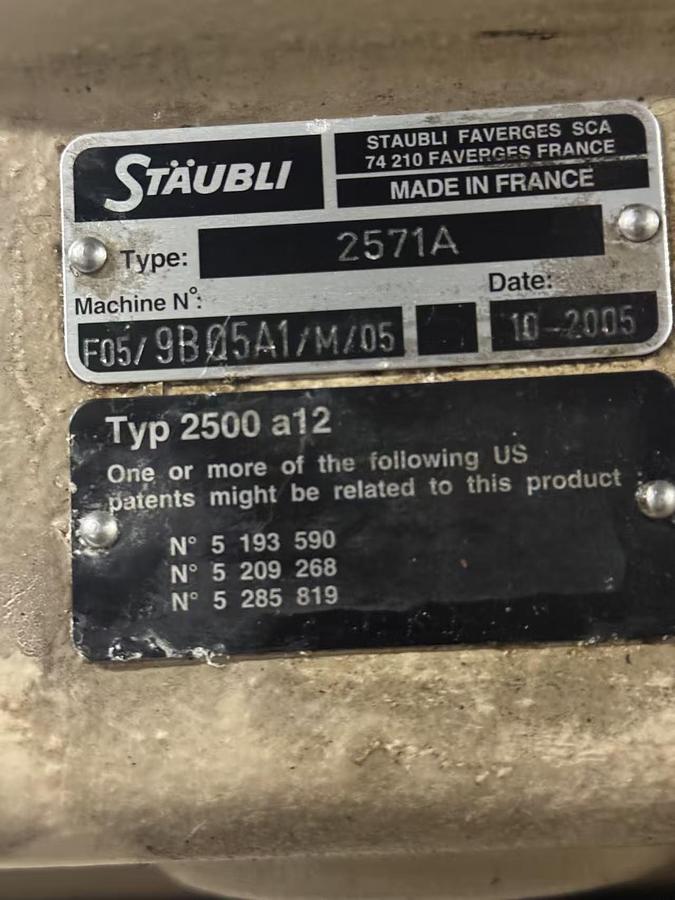 STÄUBLI
STAUBLI FAVERGES SCA
74 210 FAVERGES FRANCE
MADE IN FRANCE
Type: 2571A
Machine N°:
F05/9BØ5A1/M/05
Date:
10-2005
Typ 2500 a12
One or more of the following US
patents might be related to this product
N° 5 193 590
N° 5 209 268
N° 5 285 819